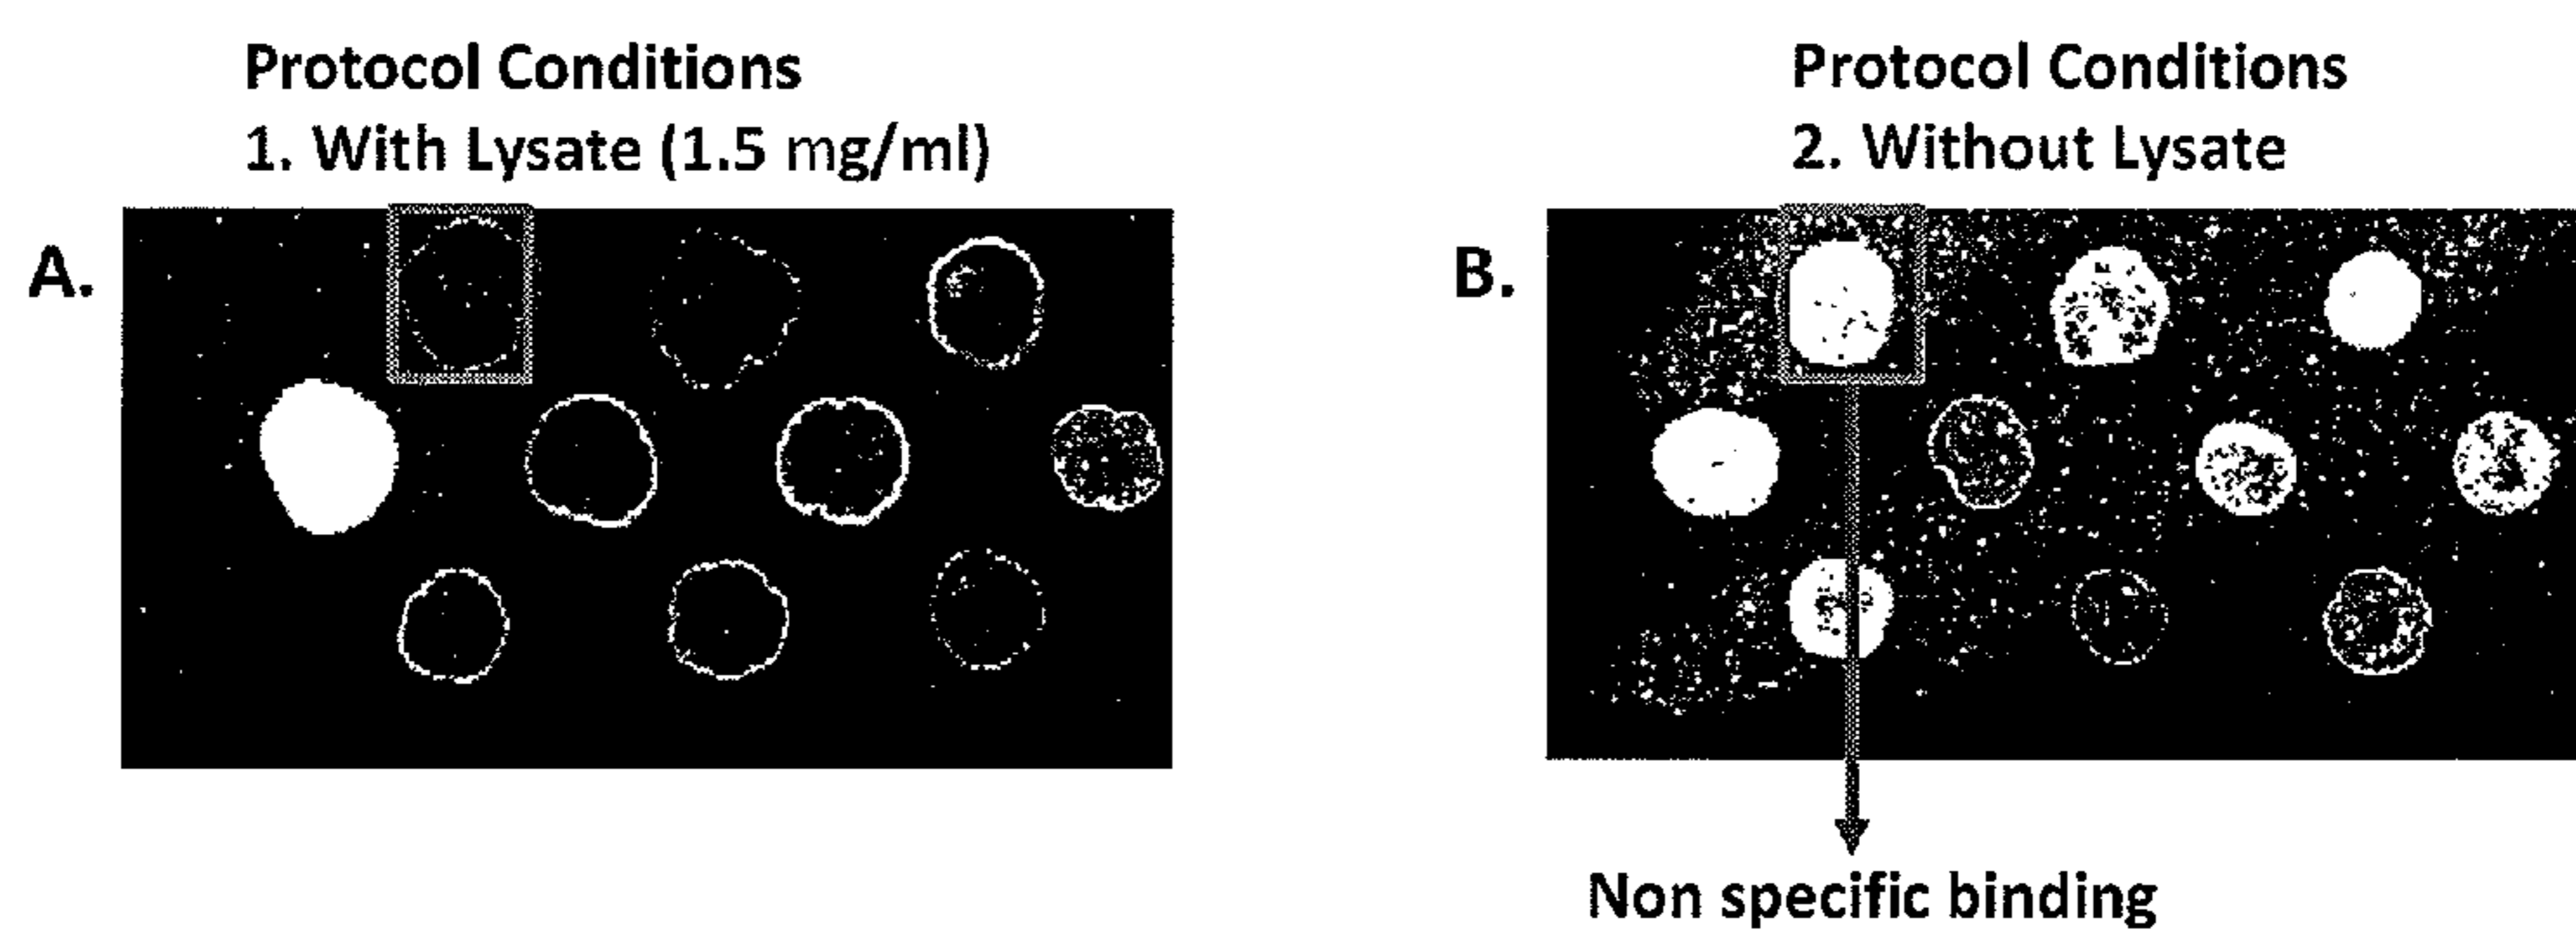 Protocol Conditions
1. With Lysate (1.5 mg/ml)
Protocol Conditions
2. Without Lysate
A.
B.
Non specific binding